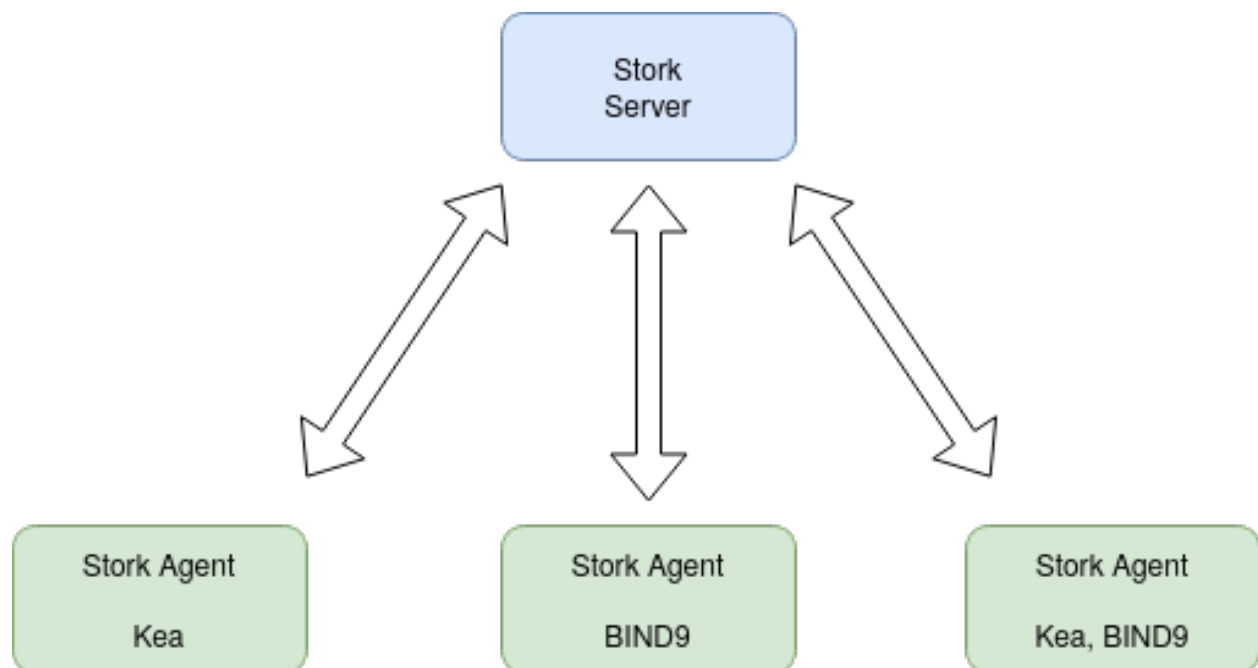 Stork
Server
Stork Agent
Kea
Stork Agent
BIND9
Stork Agent
Kea, BIND9